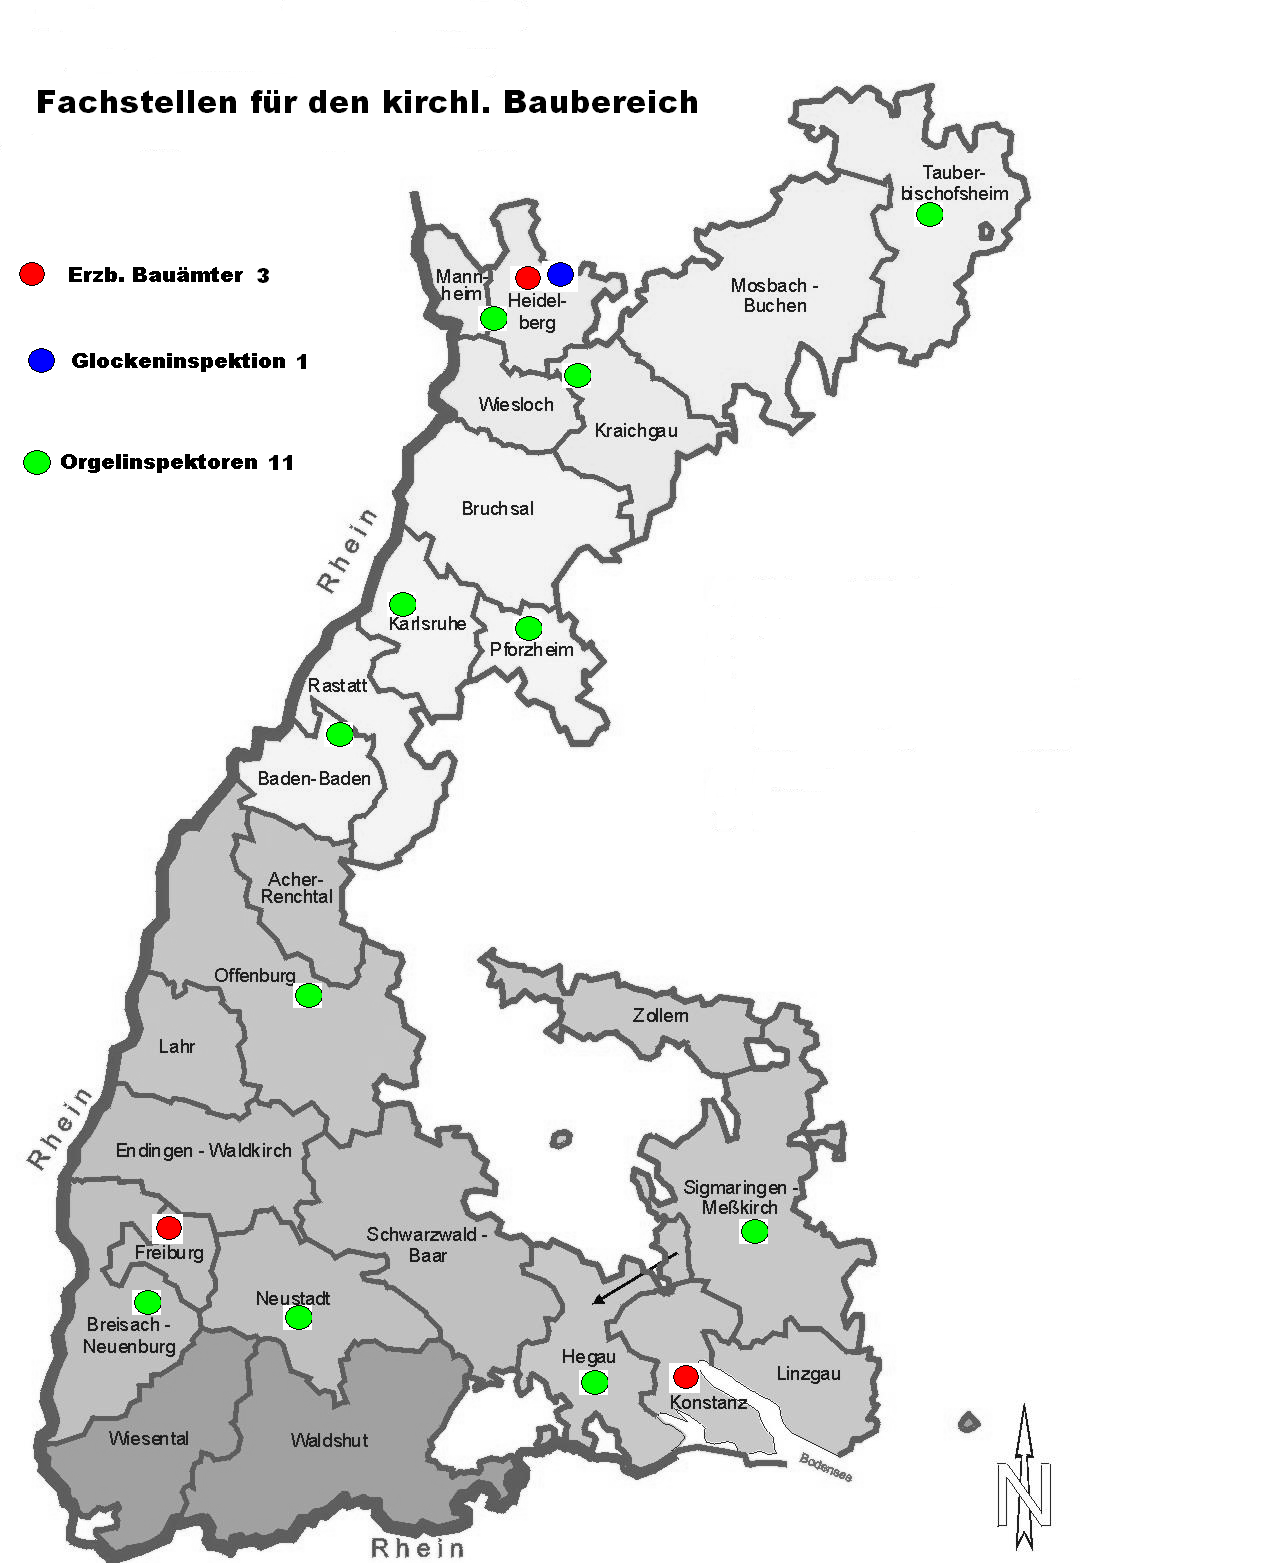 Fachstellen für den kirchl. Baubereich
Tauber-
bischofsheim
Erzb. Bauämter 3
Mann-
heim
Heidel-
berg
Mosbach -
Buchen
Glockeninspektion 1
Wiesloch
Kraichgau
Orgelinspektoren 11
Bruchsal
Rhein
Karlsruhe
Pforzheim
Rastatt
Baden-Baden
Acher-
Renchtal
Offenburg
Zollern
Lahr
Rhein
Endingen - Waldkirch
Sigmaringen -
Meßkirch
Schwarzwald -
Baar
Freiburg
Neustadt
Breisach -
Neuenburg
Hegau
Linzgau
Konstanz
Wiesental
Waldshut
Bodensee
N
Rhein